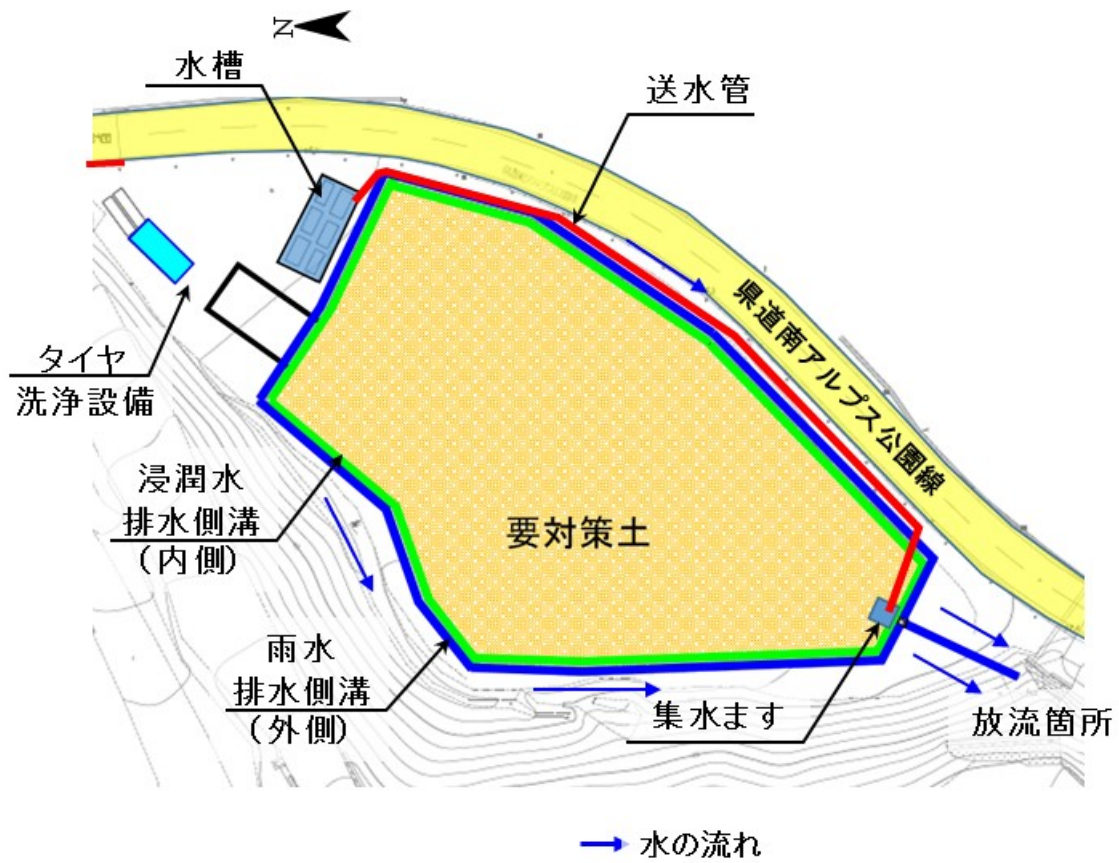 N
水槽
送水管
県道南アルプス公園線
タイヤ
洗浄設備
浸潤水
排水側溝
(内側)
要対策土
雨水
排水側溝
(外側)
集水ます
放流箇所
水の流れ